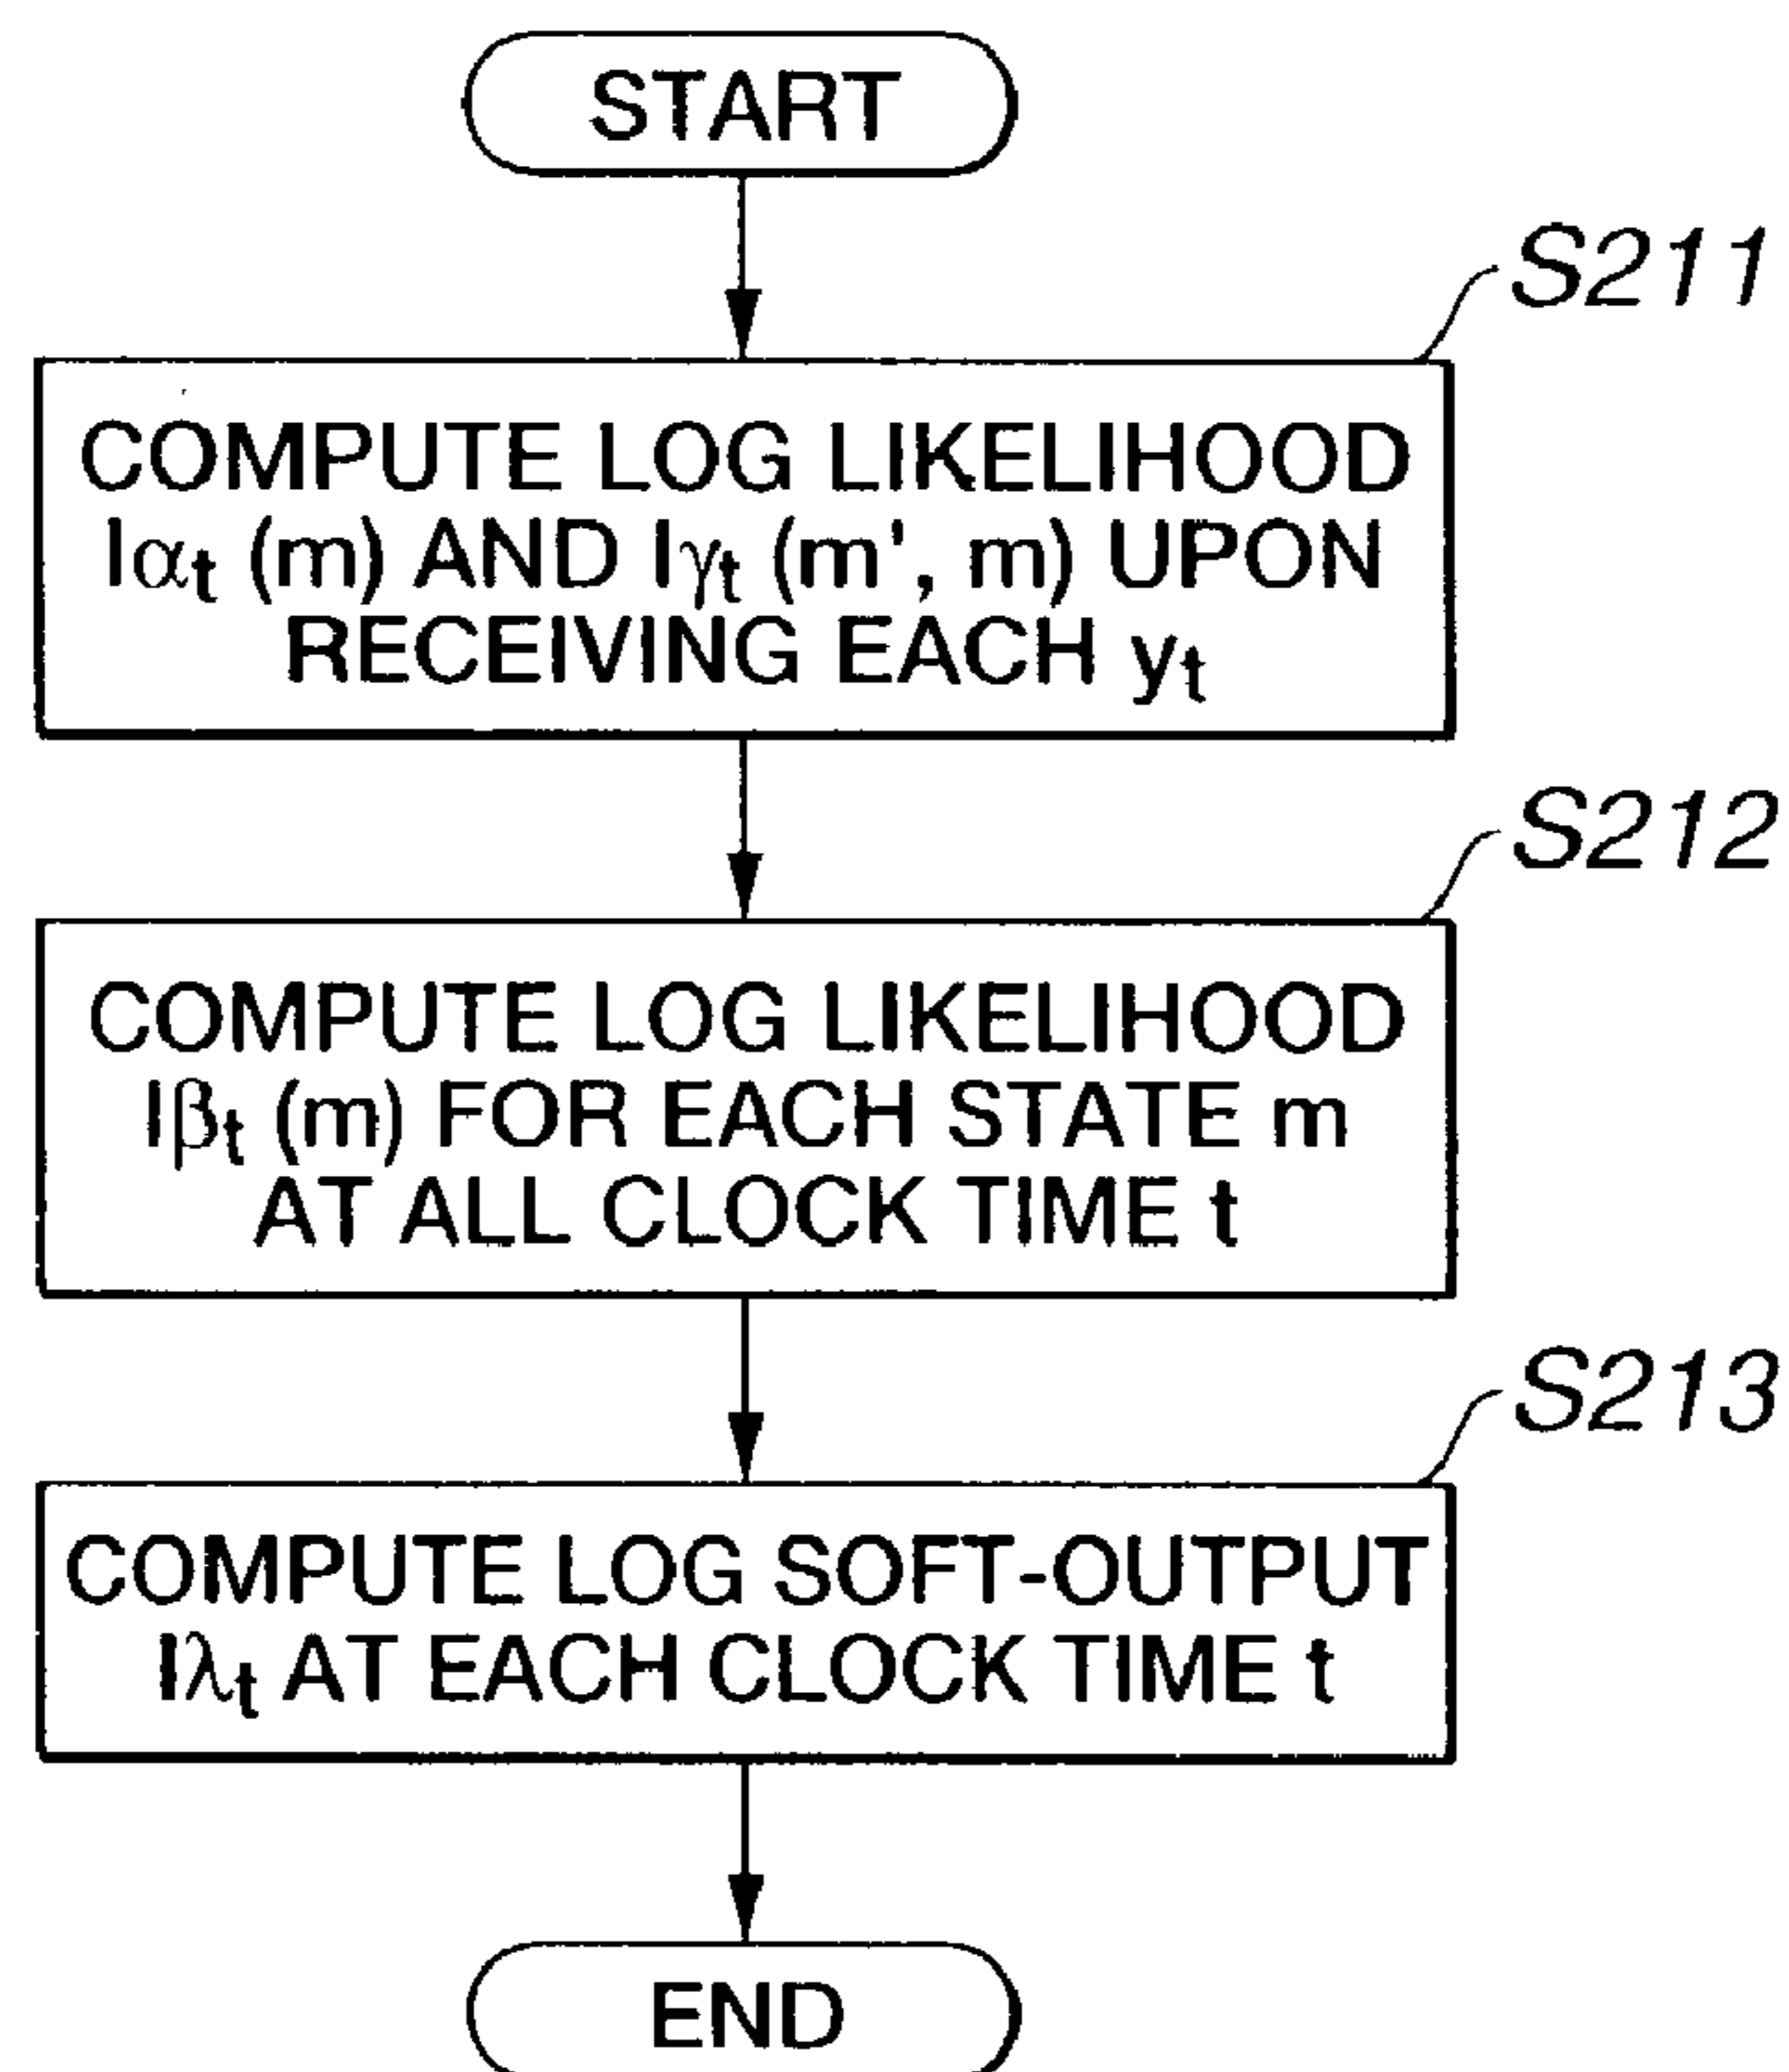 START
S211
COMPUTE LOG LIKELIHOOD
Iαt (m) AND Iγt (m', m) UPON
RECEIVING EACH yt
S212
COMPUTE LOG LIKELIHOOD
Iβt (m) FOR EACH STATE m
AT ALL CLOCK TIME t
S213
COMPUTE LOG SOFT-OUTPUT
Iλt AT EACH CLOCK TIME t
END